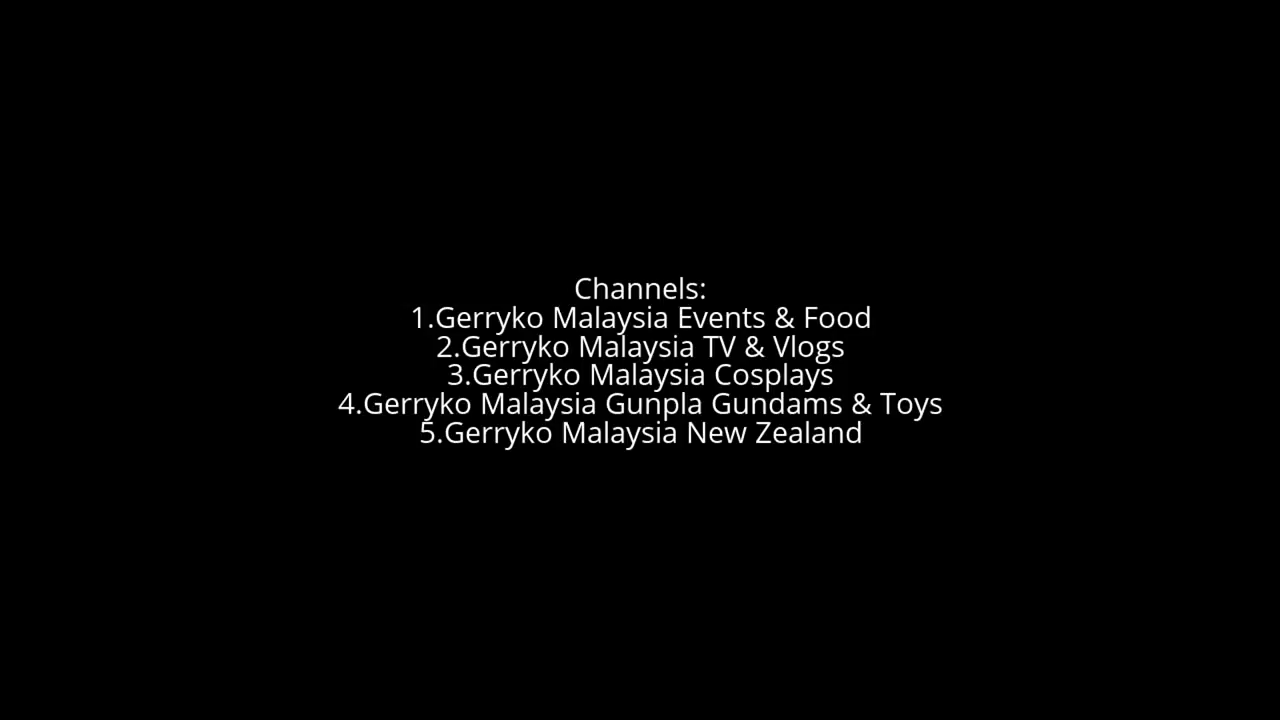 Channels:
1.Gerryko Malaysia Events & Food
2.Gerryko Malaysia TV & Vlogs
3.Gerryko Malaysia Cosplays
4.Gerryko Malaysia Gunpla Gundams & Toys
5.Gerryko Malaysia New Zealand